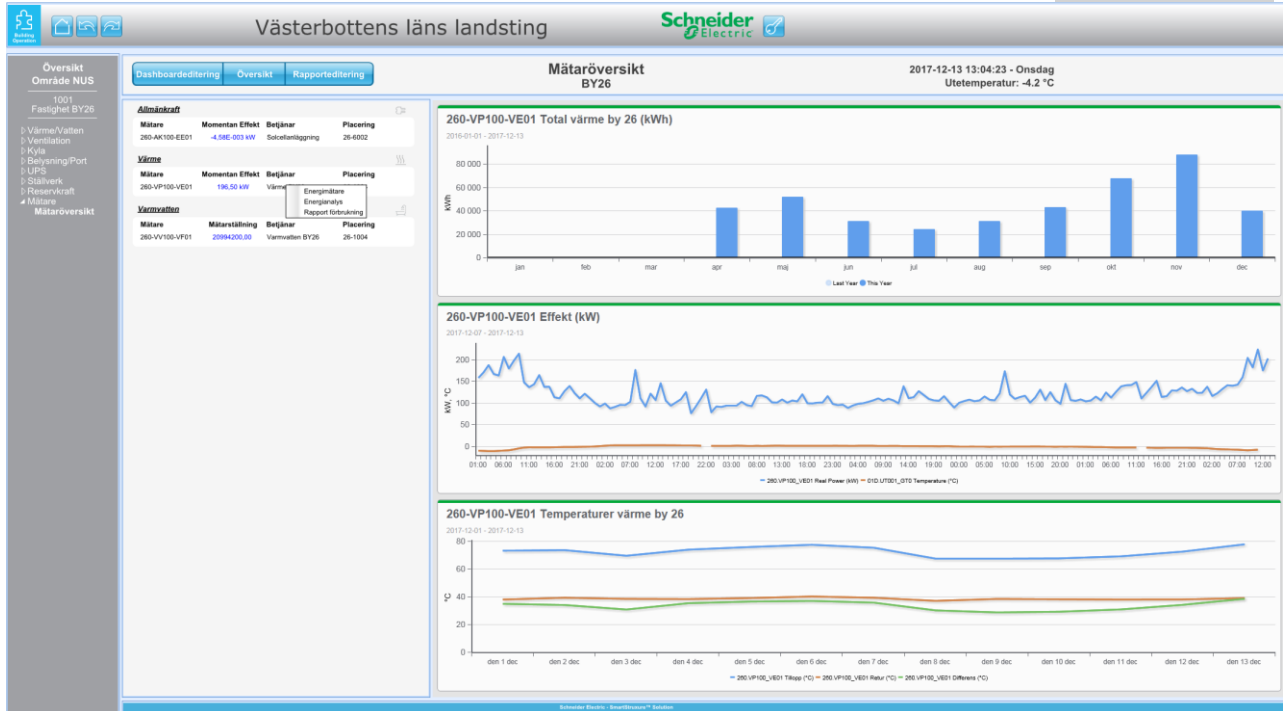 Building Operation
Västerbottens läns landsting
Schneider Electric
Översikt
Område NUS
1001
Fastighet BY26
Värme/Vatten
Ventilation
Kyla
Belysning/Port
UPS
Ställverk
Reservkraft
Mätare
Mätaröversikt
Dashboardeditering Översikt Rapporteditering
Mätaröversikt
BY26
2017-12-13 13:04:23 - Onsdag
Utetemperatur: -4.2 °C
Allmänkraft
Mätare Momentan Effekt Betjänar Placering
260-AK100-EE01 -4,58E-003 kW Solcellanläggning 26-6002
Värme
Mätare Momentan Effekt Betjänar Placering
260-VP100-VE01 196,50 kW Värme
Energimätare
Energianalys
Rapport förbrukning
Varmvatten
Mätare Mätarställning Betjänar Placering
260-VV100-VF01 20994200,00 Varmvatten BY26 26-1004
260-VP100-VE01 Total värme by 26 (kWh)
2016-01-01 - 2017-12-13
kWh
80 000
60 000
40 000
20 000
0
jan feb mar apr maj jun jul aug sep okt nov dec
Last Year This Year
260-VP100-VE01 Effekt (kW)
2017-12-07 - 2017-12-13
kW, °C
200
150
100
50
0
01:00 06:00 11:00 16:00 21:00 02:00 07:00 12:00 17:00 22:00 03:00 08:00 13:00 18:00 23:00 04:00 09:00 14:00 19:00 00:00 05:00 10:00 15:00 20:00 01:00 06:00 11:00 16:00 21:00 02:00 07:00 12:00
260.VP100_VE01 Real Power (kW) 01D.UT001_GT0 Temperature (°C)
260-VP100-VE01 Temperaturer värme by 26
2017-12-01 - 2017-12-13
°C
80
60
40
20
0
den 1 dec den 2 dec den 3 dec den 4 dec den 5 dec den 6 dec den 7 dec den 8 dec den 9 dec den 10 dec den 11 dec den 12 dec den 13 dec
260.VP100_VE01 Tillopp (°C) 260.VP100_VE01 Retur (°C) 260.VP100_VE01 Differens (°C)
Schneider Electric - SmartStruxure™ Solution